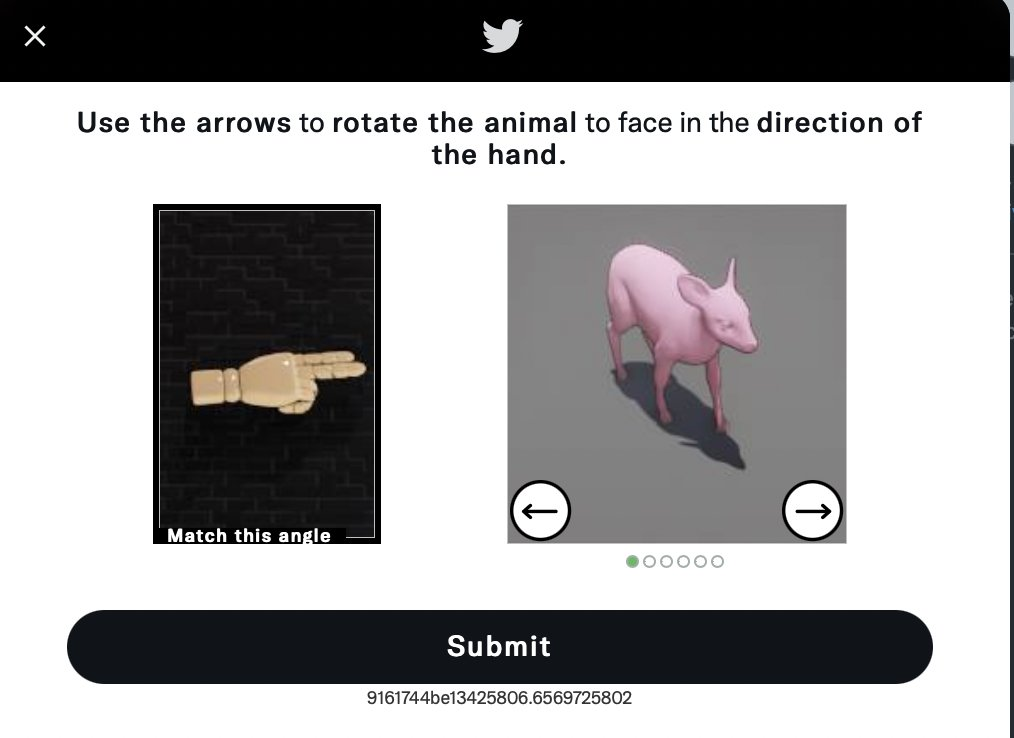 Use the arrows to rotate the animal to face in the direction of
the hand.
Match this angle
Submit
9161744be13425806.6569725802